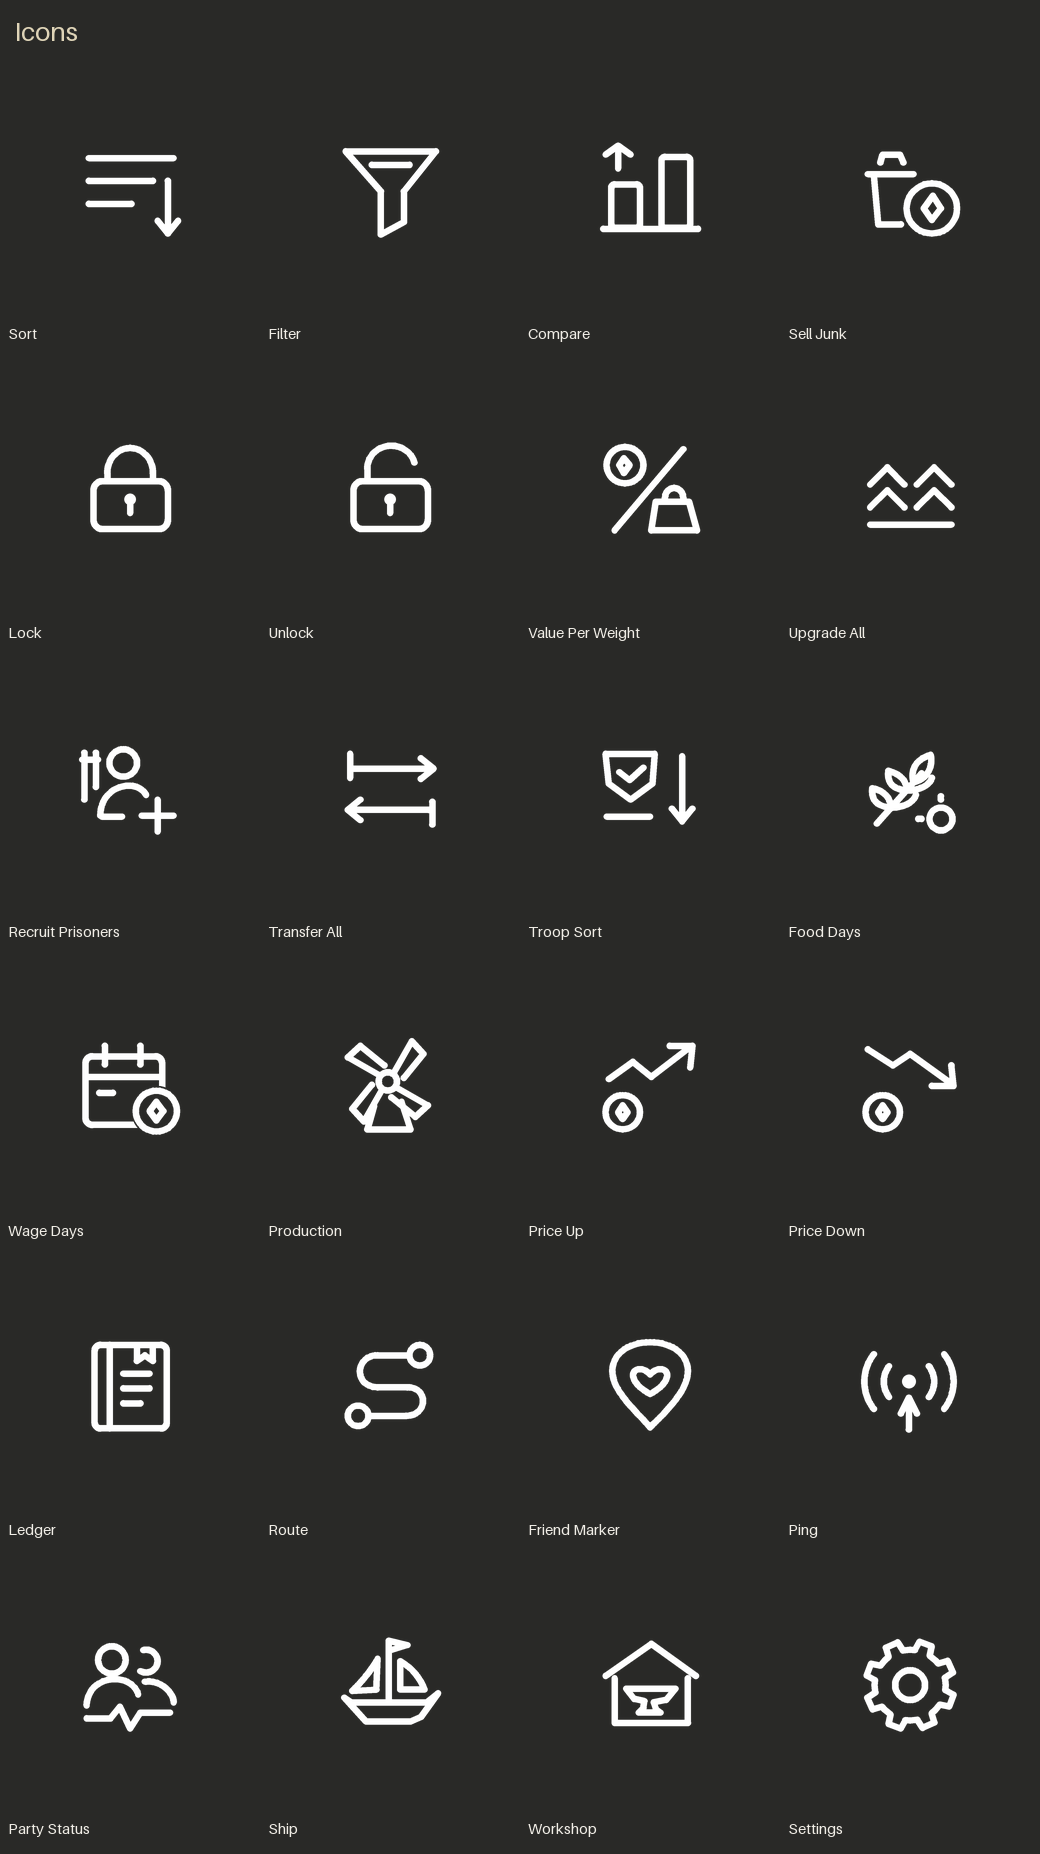 Icons
Sort
Filter
Compare
Sell Junk
Lock
Unlock
Value Per Weight
Upgrade All
Recruit Prisoners
Transfer All
Troop Sort
Food Days
Wage Days
Production
Price Up
Price Down
Ledger
Route
Friend Marker
Ping
Party Status
Ship
Workshop
Settings